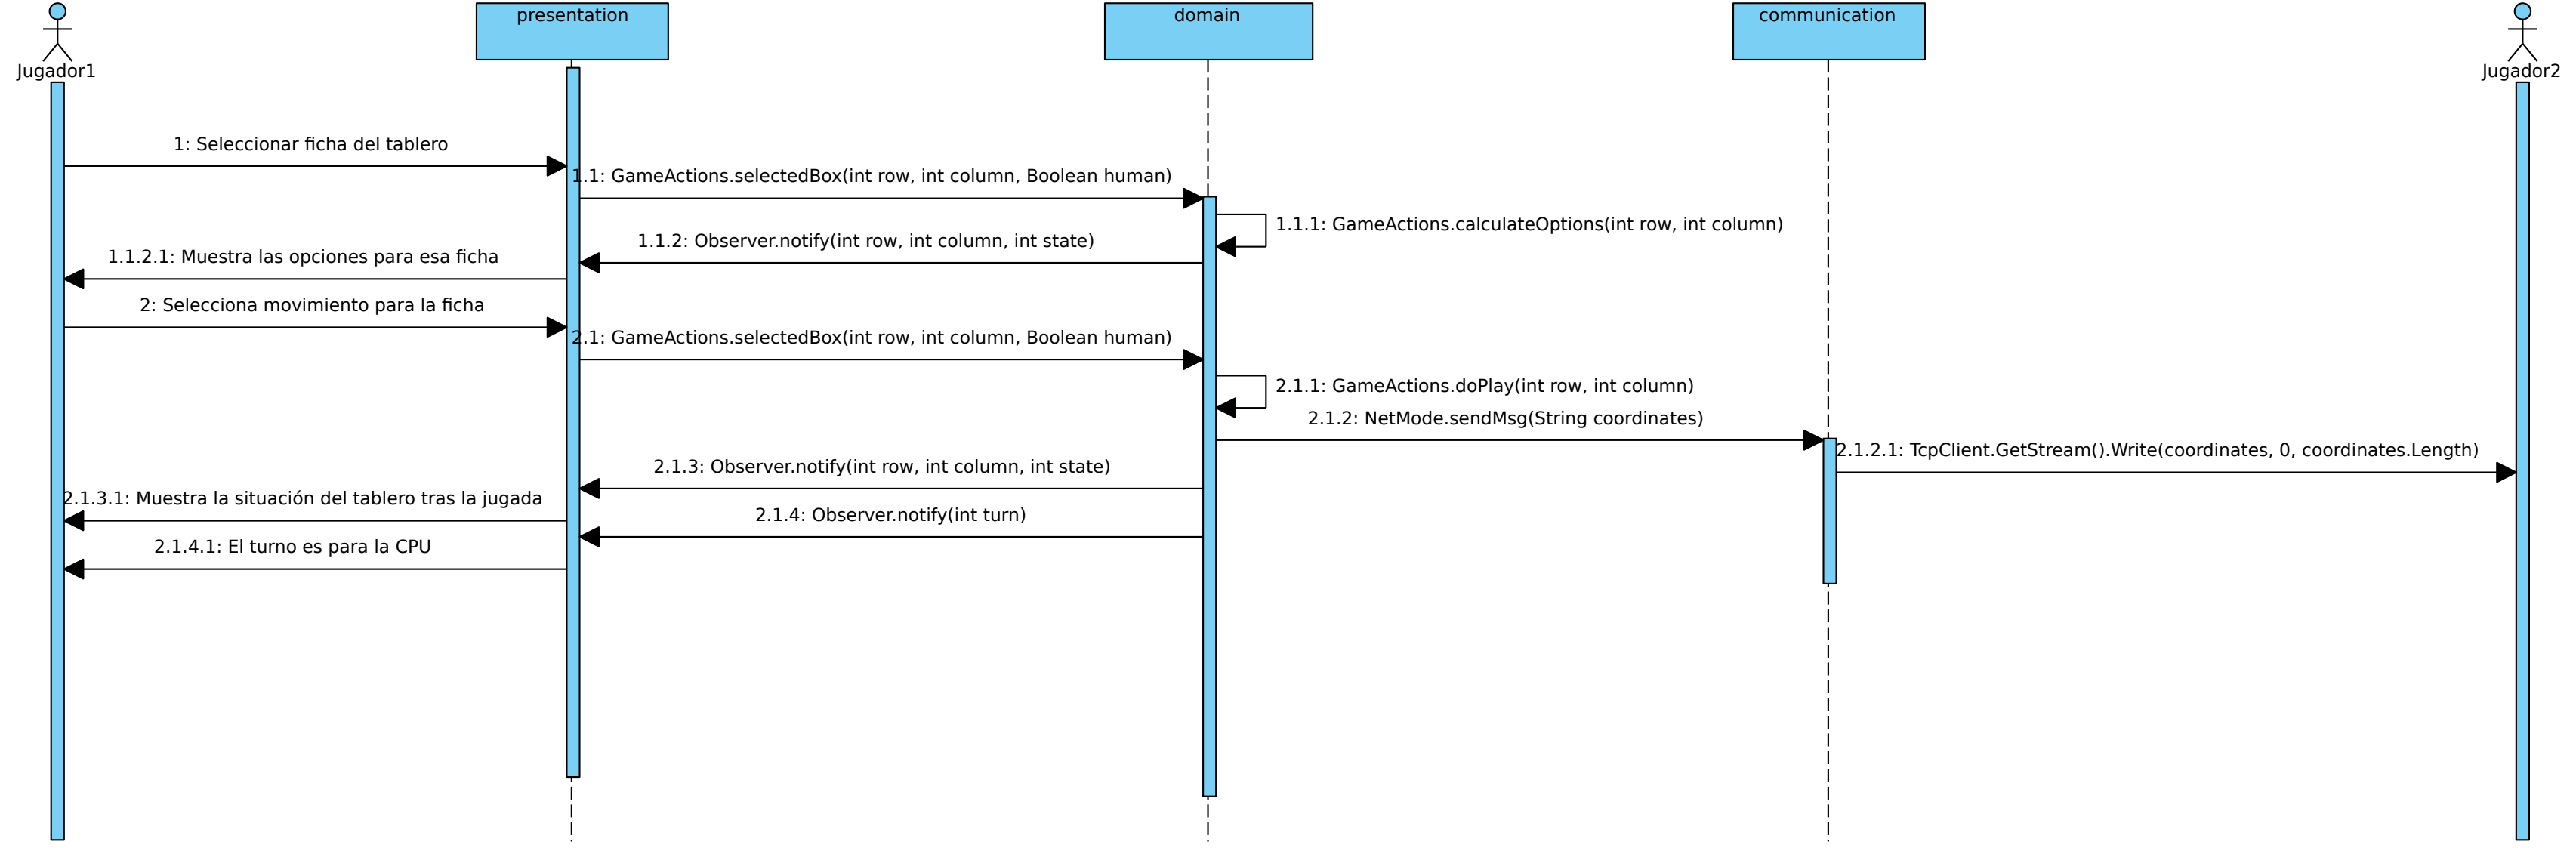 presentation
domain
communication
Jugador1
Jugador2
1: Seleccionar ficha del tablero
1.1: GameActions.selectedBox(int row, int column, Boolean human)
1.1.1: GameActions.calculateOptions(int row, int column)
1.1.2: Observer.notify(int row, int column, int state)
1.1.2.1: Muestra las opciones para esa ficha
2: Selecciona movimiento para la ficha
2.1: GameActions.selectedBox(int row, int column, Boolean human)
2.1.1: GameActions.doPlay(int row, int column)
2.1.2: NetMode.sendMsg(String coordinates)
2.1.2.1: TcpClient.GetStream().Write(coordinates, 0, coordinates.Length)
2.1.3: Observer.notify(int row, int column, int state)
2.1.3.1: Muestra la situación del tablero tras la jugada
2.1.4: Observer.notify(int turn)
2.1.4.1: El turno es para la CPU